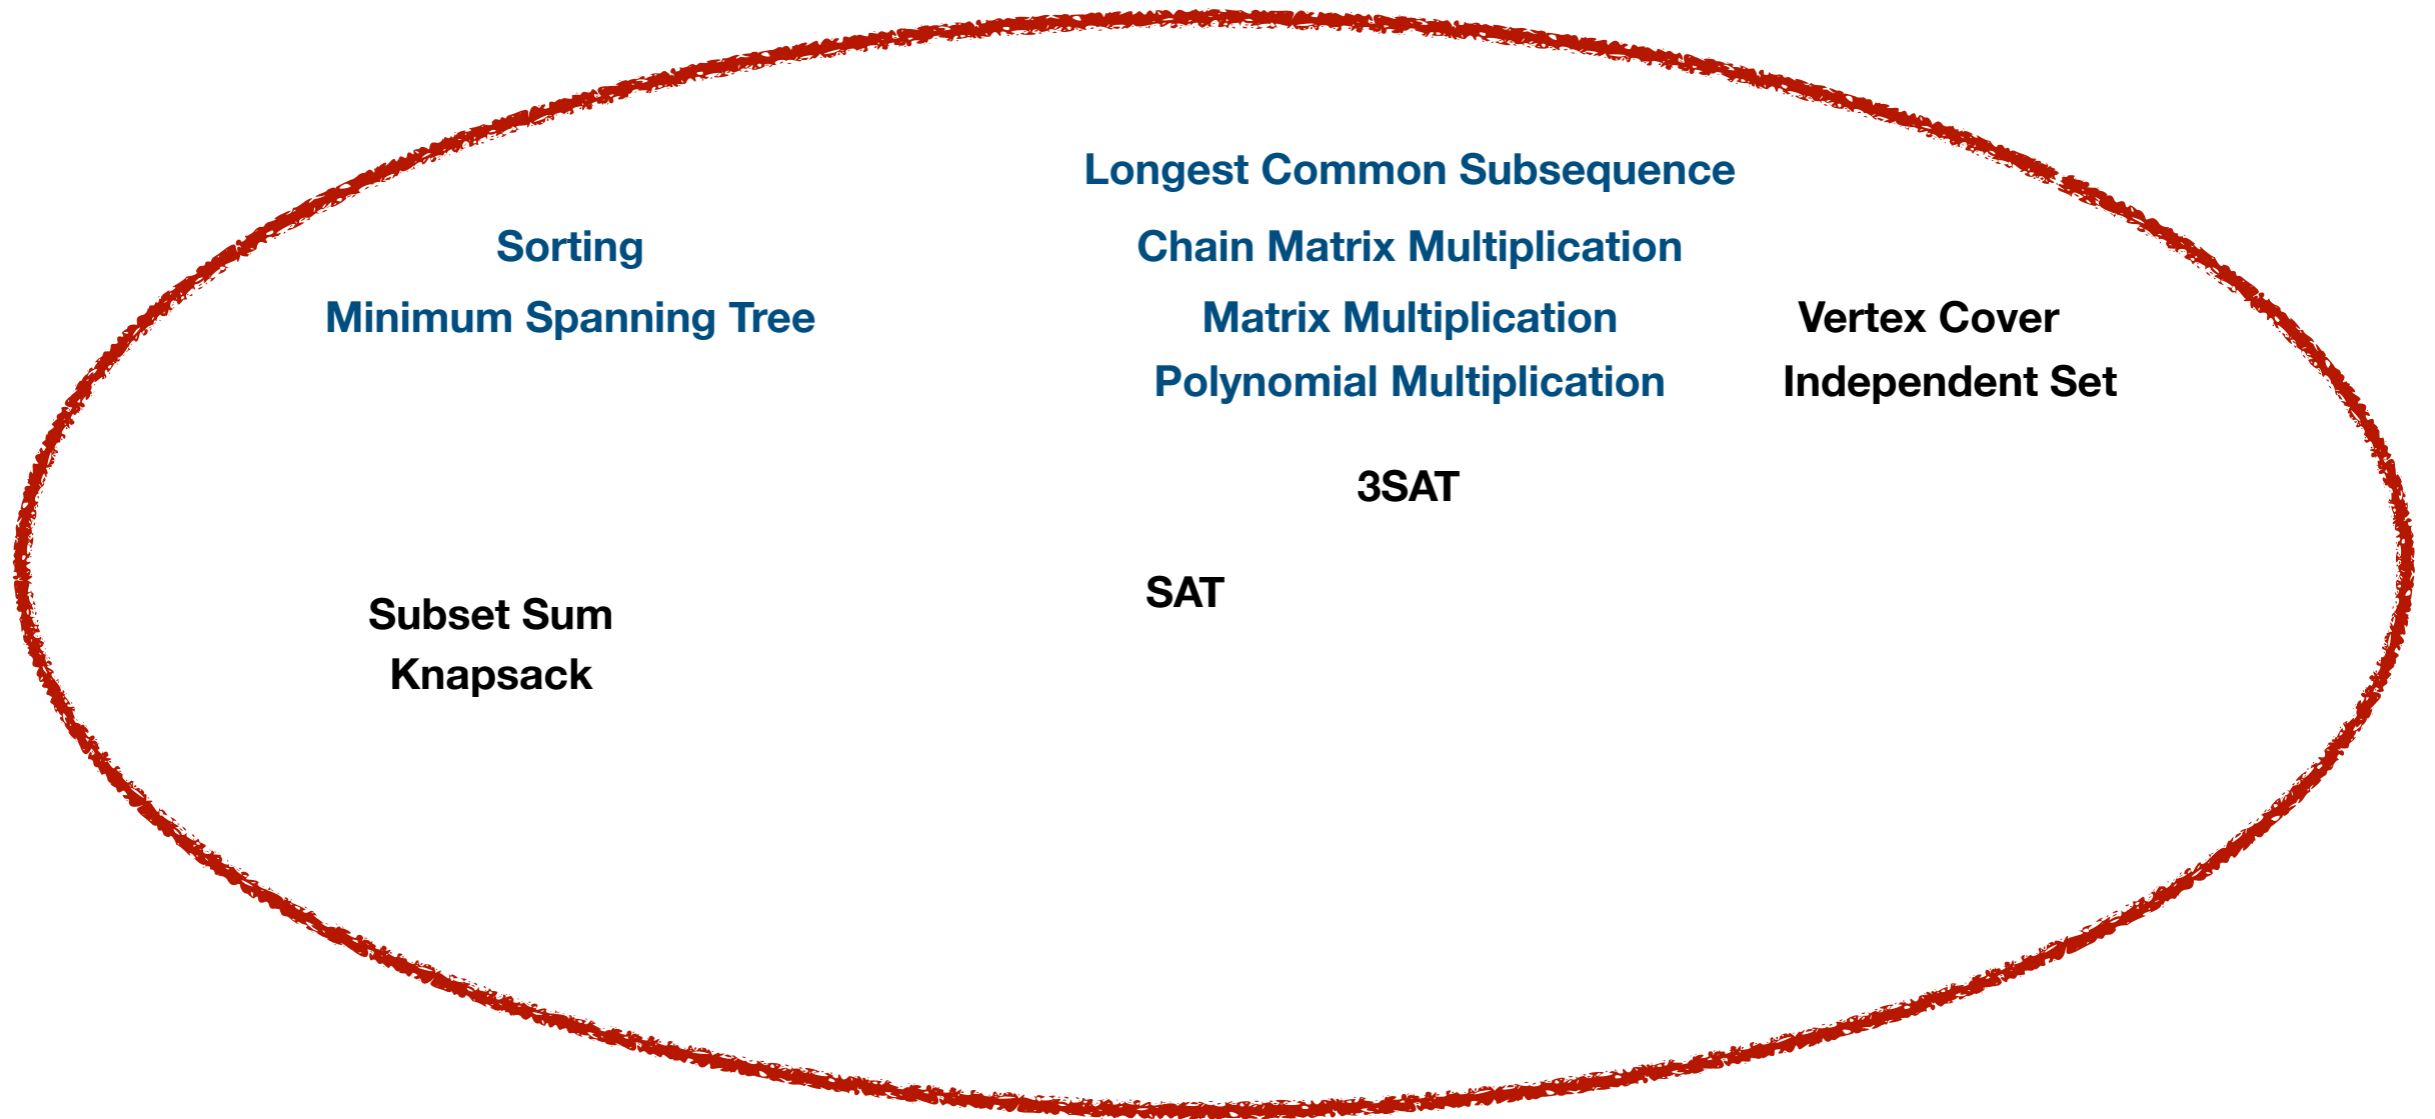 Longest Common Subsequence
Sorting
Chain Matrix Multiplication
Minimum Spanning Tree
Matrix Multiplication
Vertex Cover
Polynomial Multiplication
Independent Set
3SAT
SAT
Subset Sum
Knapsack